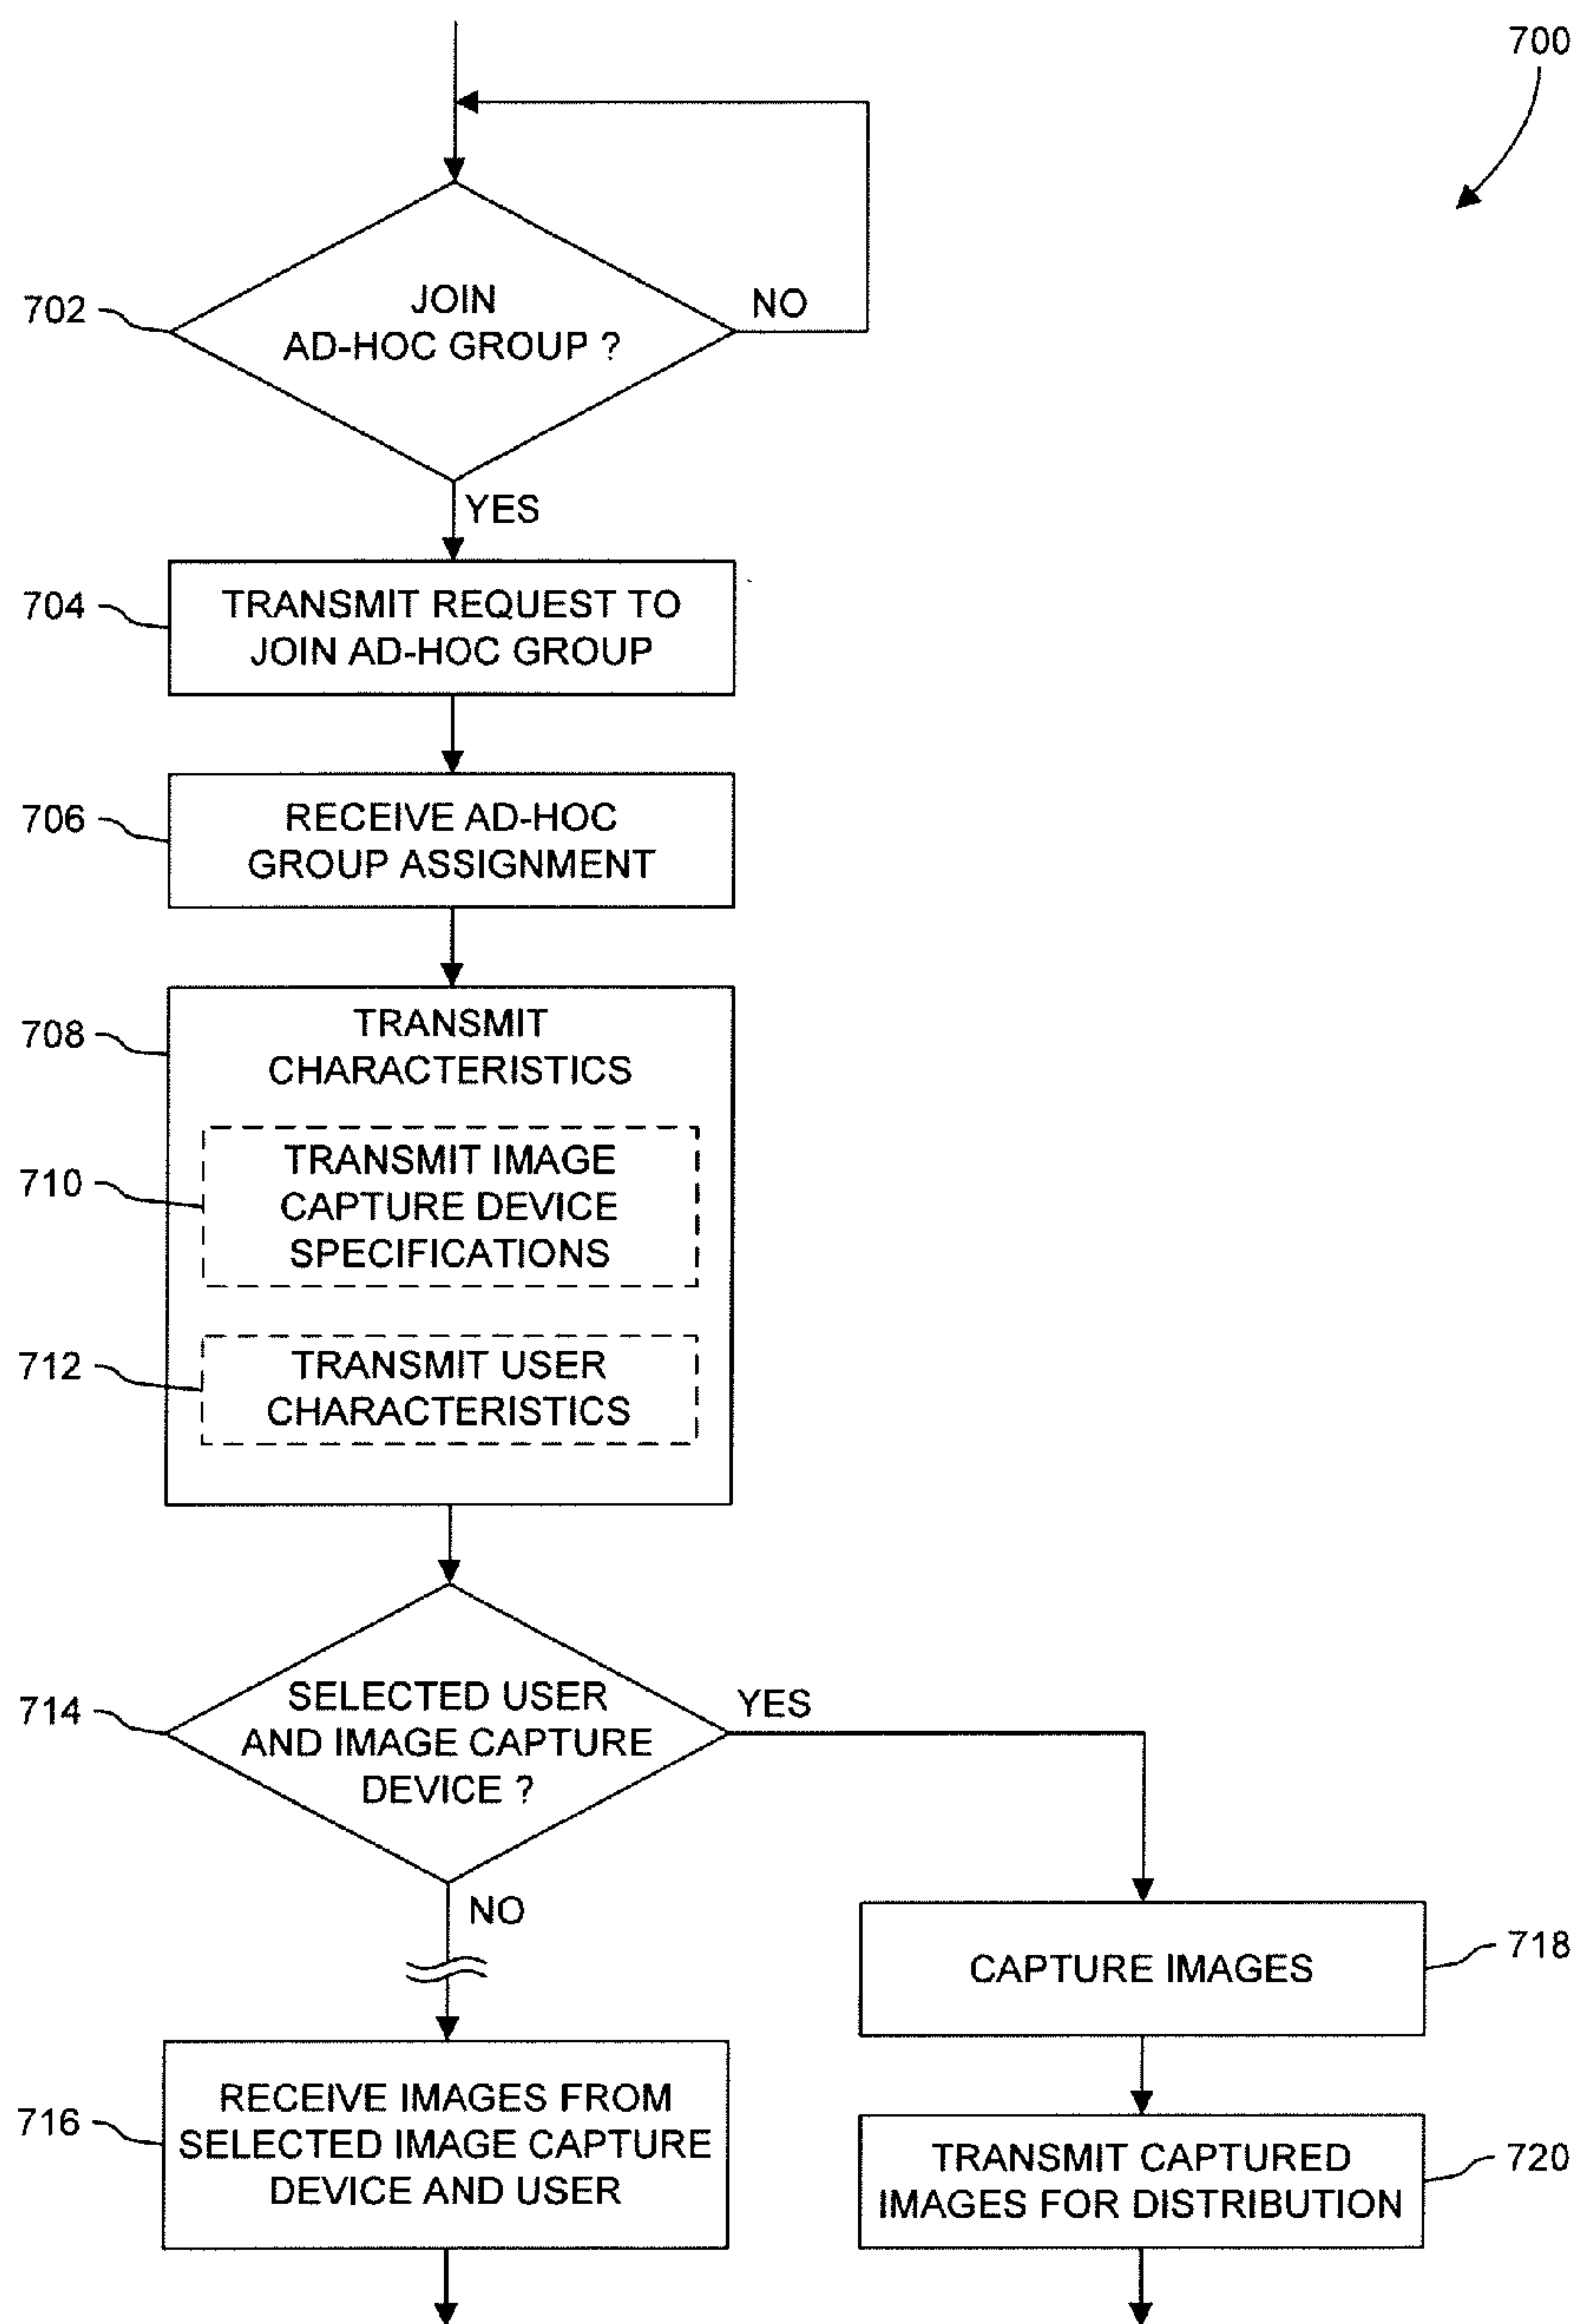 700
702
JOIN
AD-HOC GROUP ?
NO
YES
704
TRANSMIT REQUEST TO
JOIN AD-HOC GROUP
706
RECEIVE AD-HOC
GROUP ASSIGNMENT
708
TRANSMIT
CHARACTERISTICS
710
TRANSMIT IMAGE
CAPTURE DEVICE
SPECIFICATIONS
712
TRANSMIT USER
CHARACTERISTICS
714
SELECTED USER
AND IMAGE CAPTURE
DEVICE ?
YES
NO
CAPTURE IMAGES
718
716
RECEIVE IMAGES FROM
SELECTED IMAGE CAPTURE
DEVICE AND USER
TRANSMIT CAPTURED
IMAGES FOR DISTRIBUTION
720